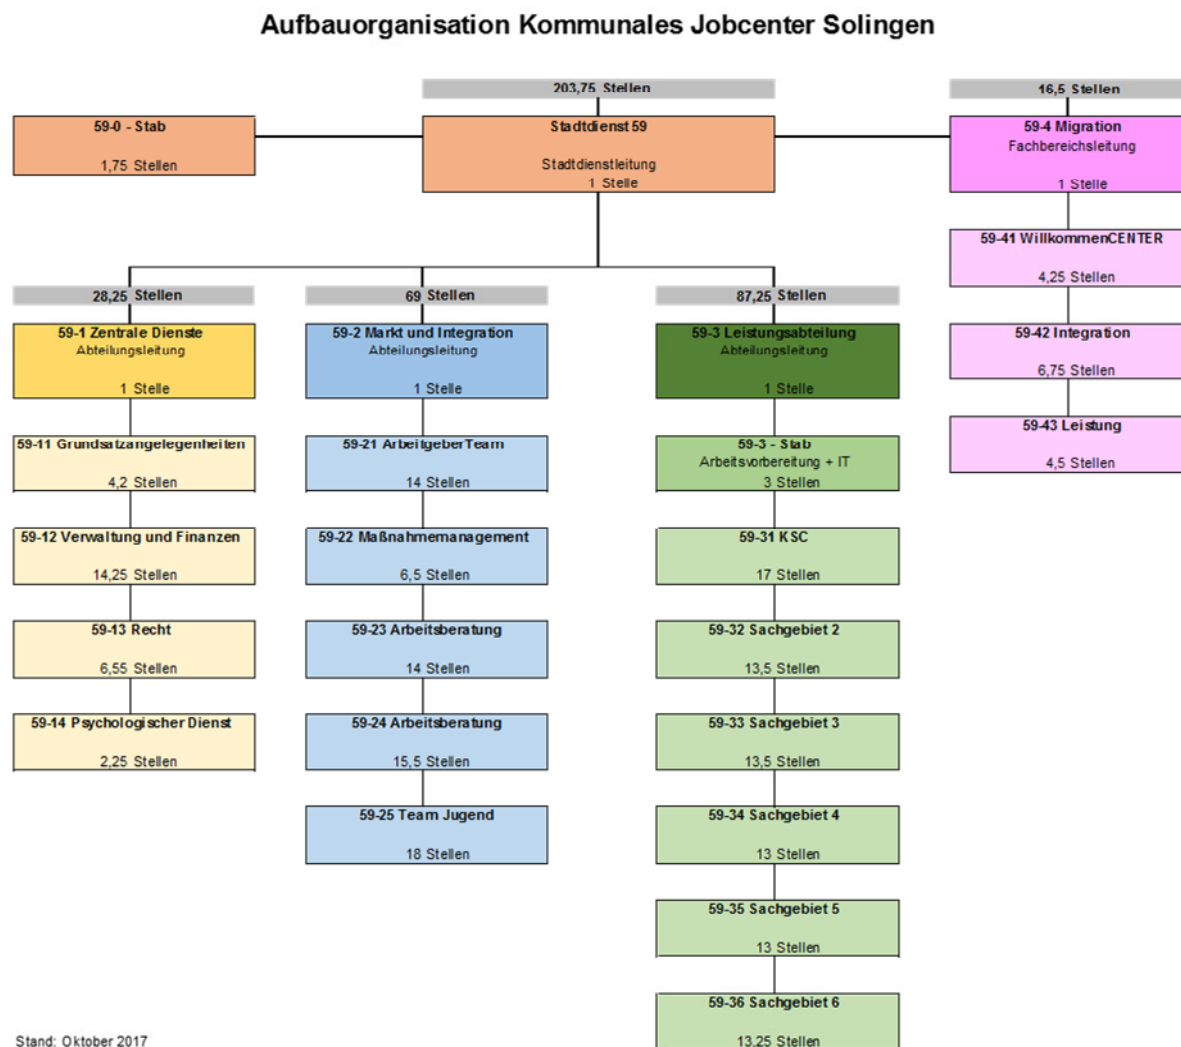 Aufbauorganisation Kommunales Jobcenter Solingen
203,75 Stellen
16,5 Stellen
59-0 - Stab
1,75 Stellen
Stadtdienst 59
Stadtdienstleitung
1 Stelle
59-4 Migration
Fachbereichsleitung
1 Stelle
59-41 WillkommenCENTER
4,25 Stellen
59-42 Integration
6,75 Stellen
59-43 Leistung
4,5 Stellen
28,25 Stellen
59-1 Zentrale Dienste
Abteilungsleitung
1 Stelle
59-11 Grundsatzangelegenheiten
4,2 Stellen
59-12 Verwaltung und Finanzen
14,25 Stellen
59-13 Recht
6,55 Stellen
59-14 Psychologischer Dienst
2,25 Stellen
69 Stellen
59-2 Markt und Integration
Abteilungsleitung
1 Stelle
59-21 ArbeitgeberTeam
14 Stellen
59-22 Maßnahmemanagement
6,5 Stellen
59-23 Arbeitsberatung
14 Stellen
59-24 Arbeitsberatung
15,5 Stellen
59-25 Team Jugend
18 Stellen
87,25 Stellen
59-3 Leistungsabteilung
Abteilungsleitung
1 Stelle
59-3 - Stab
Arbeitsvorbereitung + IT
3 Stellen
59-31 KSC
17 Stellen
59-32 Sachgebiet 2
13,5 Stellen
59-33 Sachgebiet 3
13,5 Stellen
59-34 Sachgebiet 4
13 Stellen
59-35 Sachgebiet 5
13 Stellen
59-36 Sachgebiet 6
13,25 Stellen
Stand: Oktober 2017